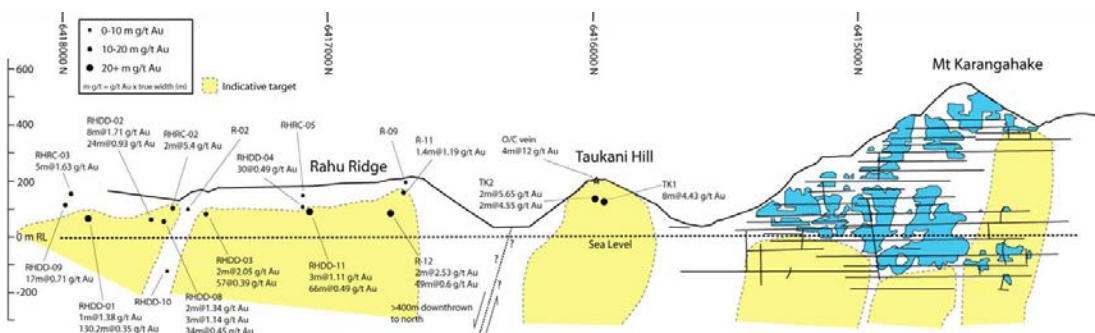 6418000 N
6417000 N
6416000 N
6415000 N
0-10 m g/t Au
10-20 m g/t Au
20+ m g/t Au
m g/t = g/t Au x true width (m)
Indicative target
Mt Karangahake
600
400
200
0 m RL
-200
RHDD-02
8m@1.71 g/t Au
24m@0.93 g/t Au
RHRC-02
2m@5.4 g/t Au
R-02
RHRC-05
R-09
R-11
1.4m@1.19 g/t Au
O/C vein
4m@12 g/t Au
RHRC-03
5m@1.63 g/t Au
RHDD-04
30@0.49 g/t Au
Rahu Ridge
Taukani Hill
TK2
2m@5.65 g/t Au
2m@4.55 g/t Au
TK1
8m@4.43 g/t Au
Sea Level
RHDD-09
17m@0.71 g/t Au
RHDD-01
1m@1.38 g/t Au
130.2m@0.35 g/t Au
RHDD-10
RHDD-03
2m@2.05 g/t Au
57@0.39 g/t Au
RHDD-08
2m@1.34 g/t Au
3m@1.14 g/t Au
34m@0.45 g/t Au
RHDD-11
3m@1.11 g/t Au
66m@0.49 g/t Au
R-12
2m@2.53 g/t Au
49m@0.6 g/t Au
>400m downthrown
to north